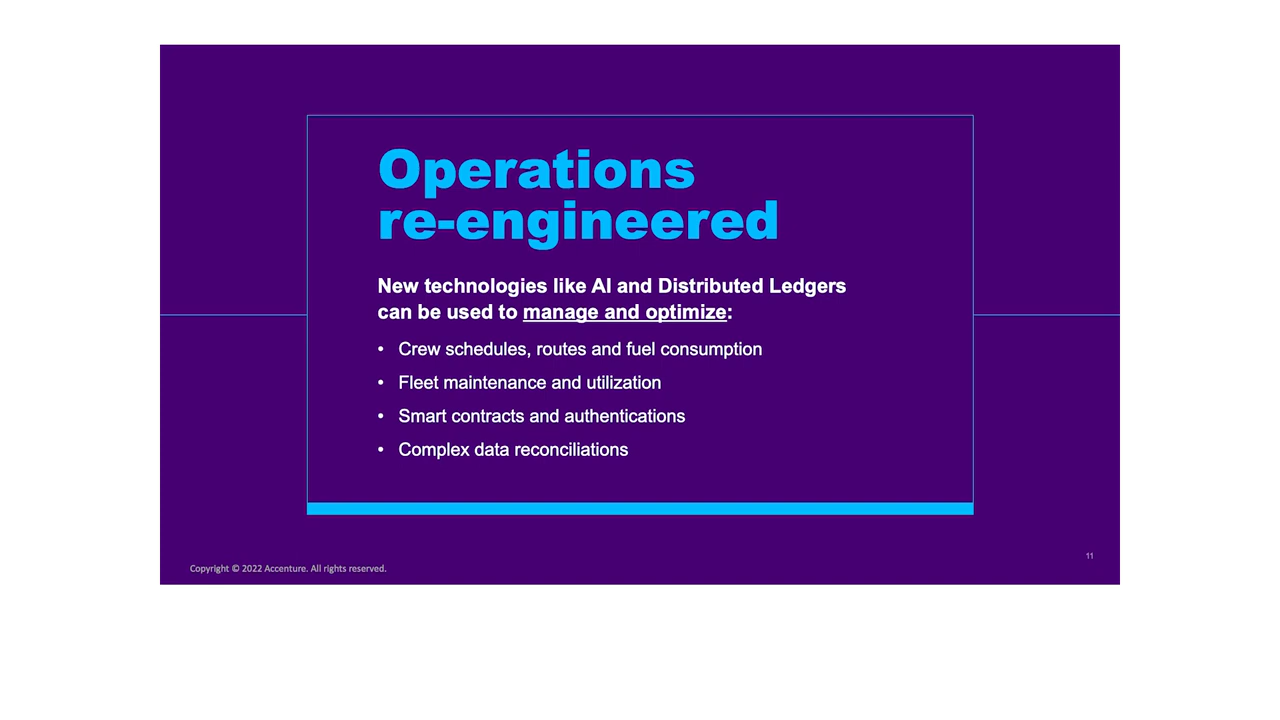 Operations
re-engineered
New technologies like AI and Distributed Ledgers
can be used to manage and optimize:
• Crew schedules, routes and fuel consumption
• Fleet maintenance and utilization
• Smart contracts and authentications
• Complex data reconciliations
11
Copyright © 2022 Accenture. All rights reserved.